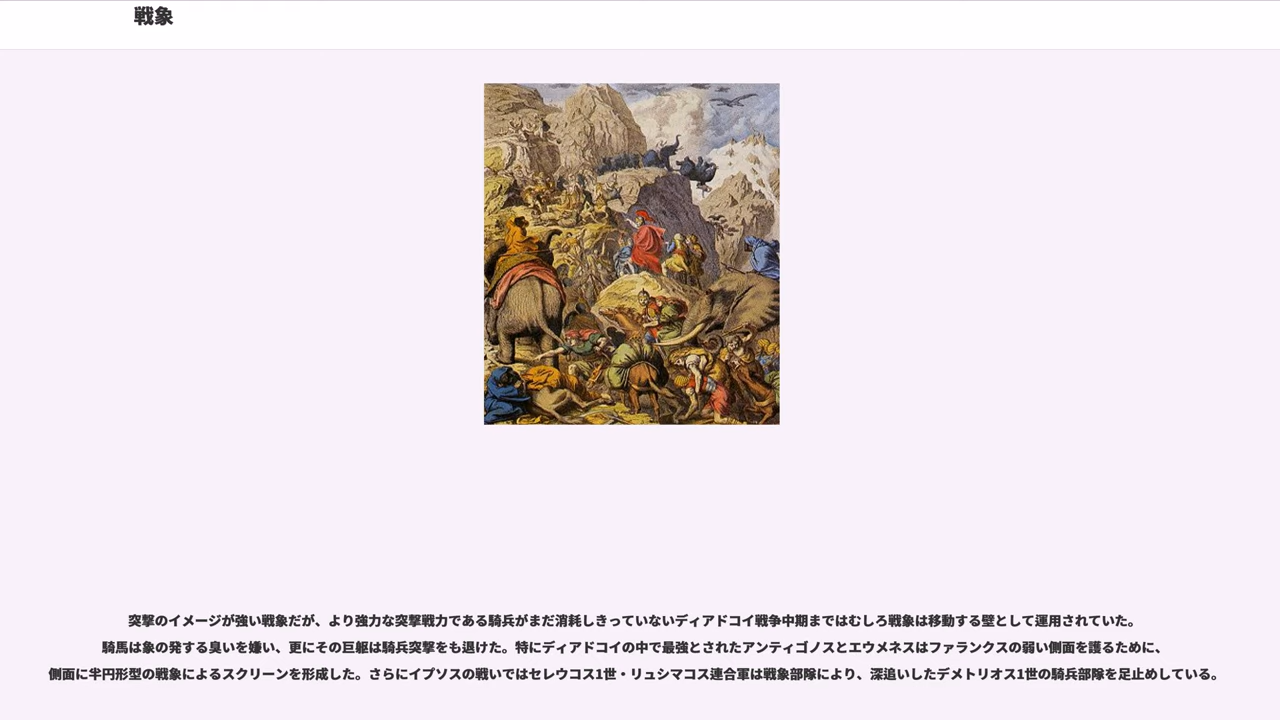 戦象
突撃のイメージが強い戦象だが、より強力な突撃戦力である騎兵がまだ消耗しきっていないディアドコイ戦争中期まではむしろ戦象は移動する壁として運用されていた。
騎馬は象の発する臭いを嫌い、更にその巨躯は騎兵突撃をも退けた。特にディアドコイの中で最強とされたアンティゴノスとエウメネスはファランクスの弱い側面を護るために、
側面に半円形型の戦象によるスクリーンを形成した。さらにイプソスの戦いではセレウコス1世・リュシマコス連合軍は戦象部隊により、深追いしたデメトリオス1世の騎兵部隊を足止めしている。